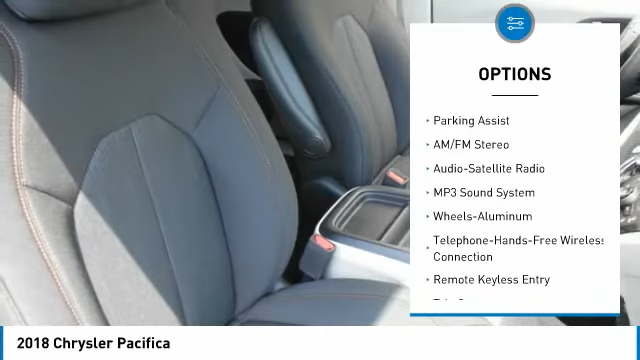 OPTIONS
Parking Assist
AM/FM Stereo
Audio-Satellite Radio
MP3 Sound System
Wheels-Aluminum
Telephone-Hands-Free Wireless
Connection
Remote Keyless Entry
2018 Chrysler Pacifica